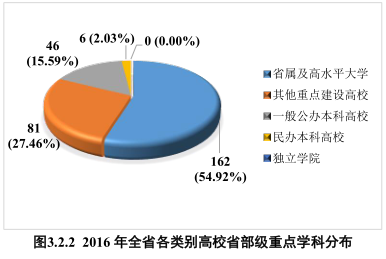 6 (2.03%)
0 (0.00%)
46
(15.59%)
81
(27.46%)
162
(54.92%)
省属及高水平大学
其他重点建设高校
一般公办本科高校
民办本科高校
独立学院
图3.2.2 2016 年全省各类别高校省部级重点学科分布